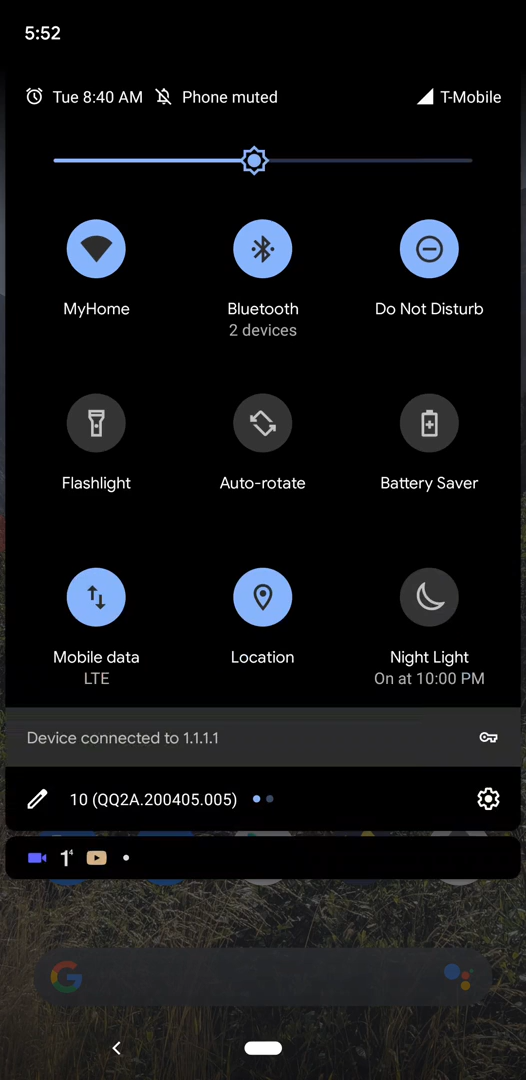 5:52
Tue 8:40 AM Phone muted T-Mobile
MyHome Bluetooth Do Not Disturb
2 devices
Flashlight Auto-rotate Battery Saver
Mobile data Location Night Light
LTE On at 10:00 PM
Device connected to 1.1.1.1
10 (QQ2A.200405.005)
1⁴
G